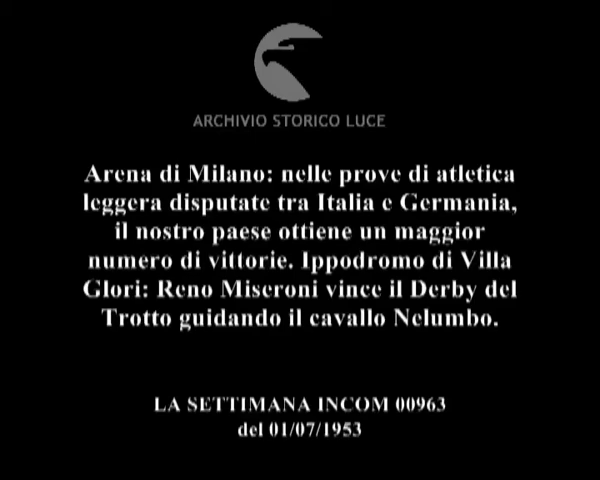 ARCHIVIO STORICO LUCE
Arena di Milano: nelle prove di atletica
leggera disputate tra Italia e Germania,
il nostro paese ottiene un maggior
numero di vittorie. Ippodromo di Villa
Glori: Reno Miseroni vince il Derby del
Trotto guidando il cavallo Nelumbo.
LA SETTIMANA INCOM 00963
del 01/07/1953